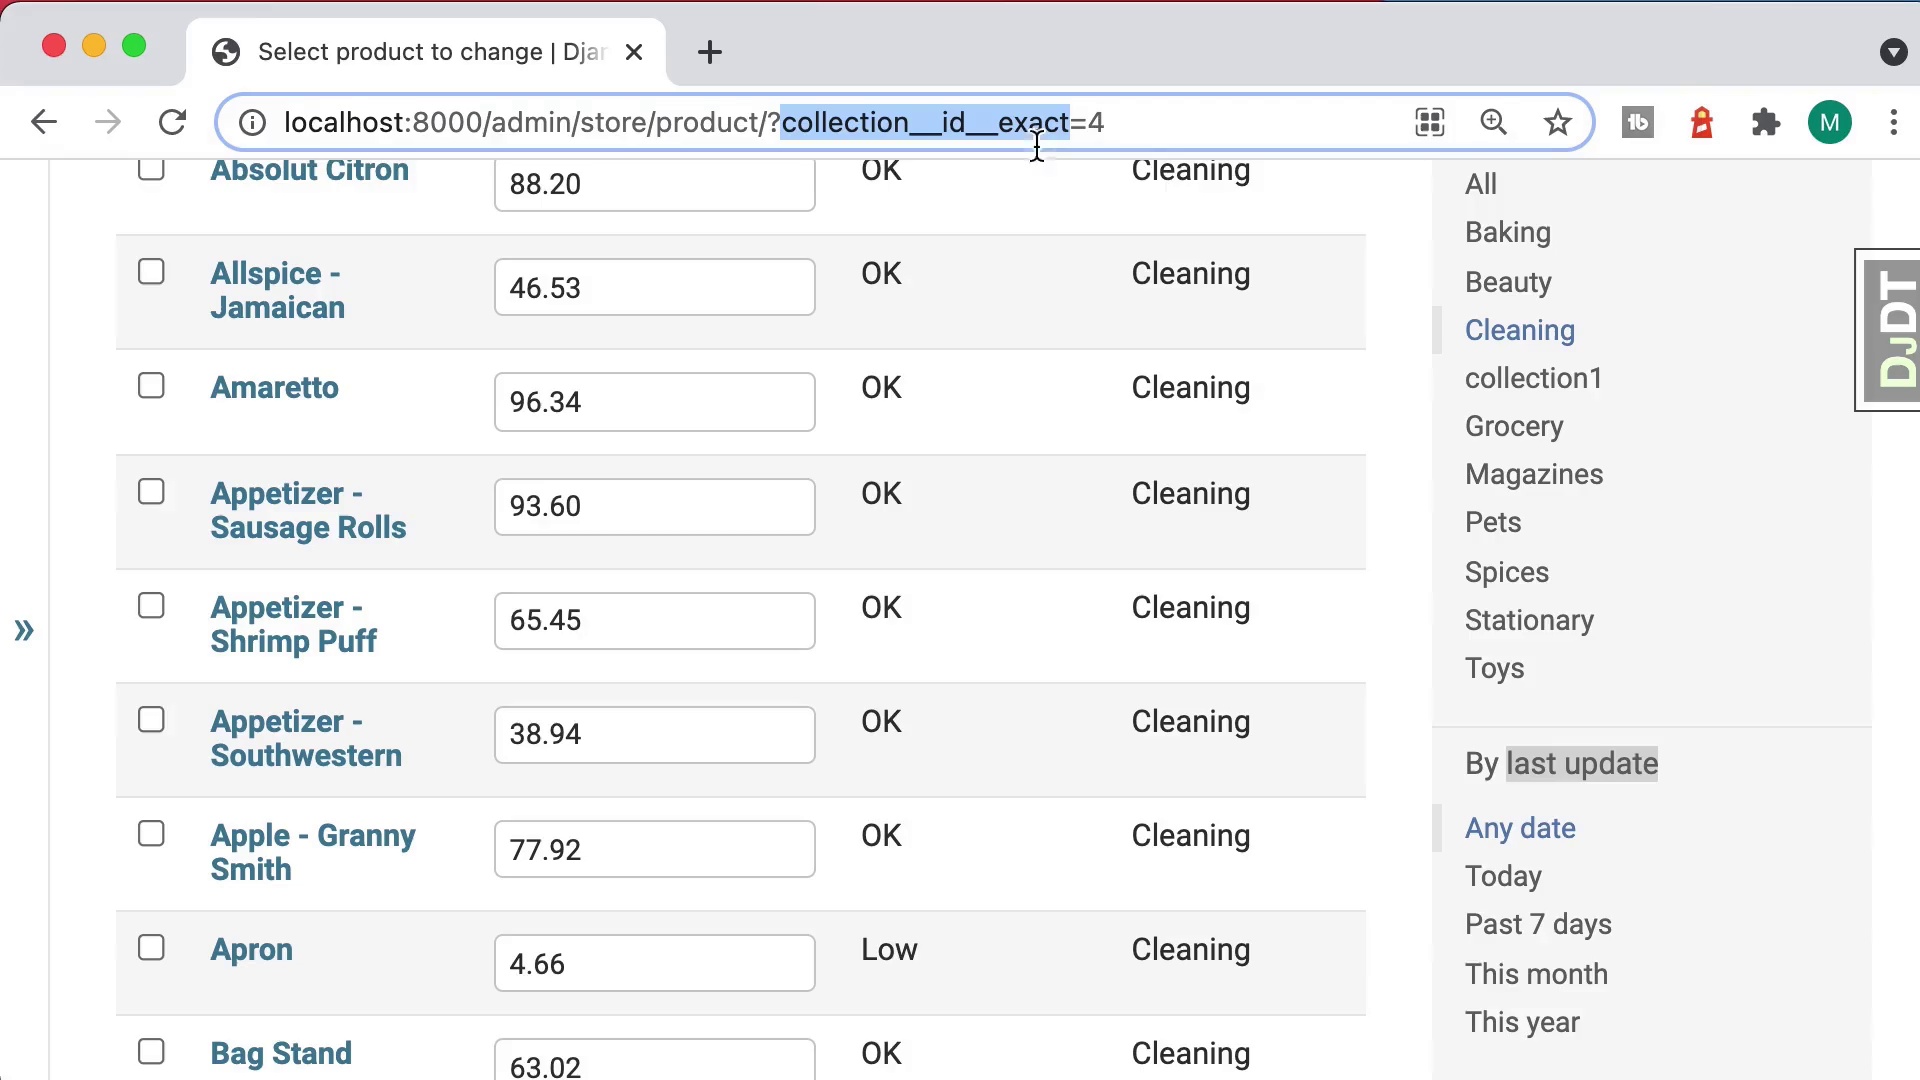 Select product to change | Djar
localhost:8000/admin/store/product/?collection__id__exact=4
M
Absolut Citron 88.20 OK Cleaning
Allspice -
Jamaican 46.53 OK Cleaning
Amaretto 96.34 OK Cleaning
Appetizer -
Sausage Rolls 93.60 OK Cleaning
Appetizer -
Shrimp Puff 65.45 OK Cleaning
Appetizer -
Southwestern 38.94 OK Cleaning
Apple - Granny
Smith 77.92 OK Cleaning
Apron 4.66 Low Cleaning
Bag Stand 63.02 OK Cleaning
All
Baking
Beauty
Cleaning
collection1
Grocery
Magazines
Pets
Spices
Stationary
Toys
By last update
Any date
Today
Past 7 days
This month
This year
DJDT
»